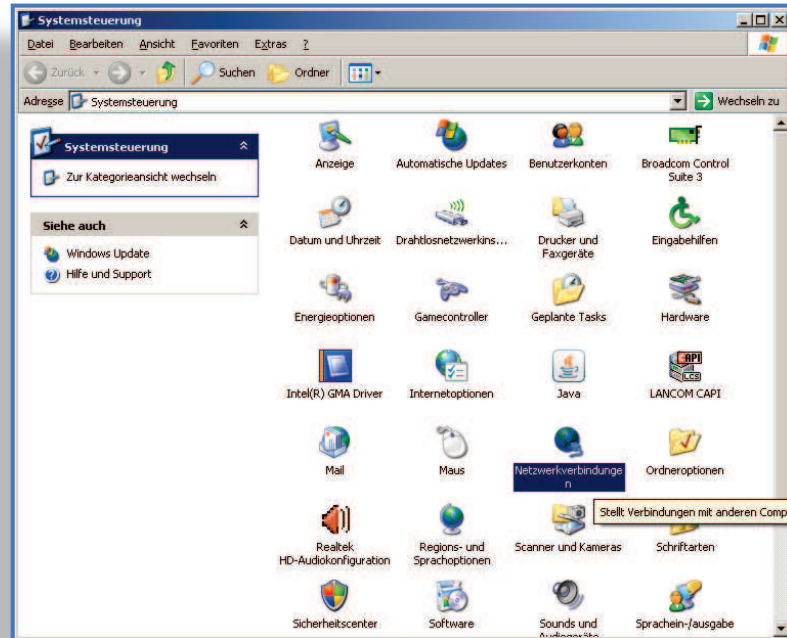 Systemsteuerung
Datei Bearbeiten Ansicht Favoriten Extras ?
Zurück Suchen Ordner
Adresse Systemsteuerung Wechseln zu
Systemsteuerung
Zur Kategorieansicht wechseln
Siehe auch
Windows Update
Hilfe und Support
Anzeige
Automatische Updates
Benutzerkonten
Broadcom Control
Suite 3
Datum und Uhrzeit
Drahtlosnetzwerkins...
Drucker und
Faxgeräte
Eingabehilfen
Energieoptionen
Gamecontroller
Geplante Tasks
Hardware
Intel(R) GMA Driver
Internetoptionen
Java
CAPI
LCS
LANCOM CAPI
Mail
Maus
Netzwerkverbindunge
n
Ordneroptionen
Stellt Verbindungen mit anderen Comp
Realtek
HD-Audiokonfiguration
Regions- und
Sprachoptionen
Scanner und Kameras
Schriftarten
Sicherheitscenter
Software
Sounds und
Audiogeräte
Sprachein-/ausgabe